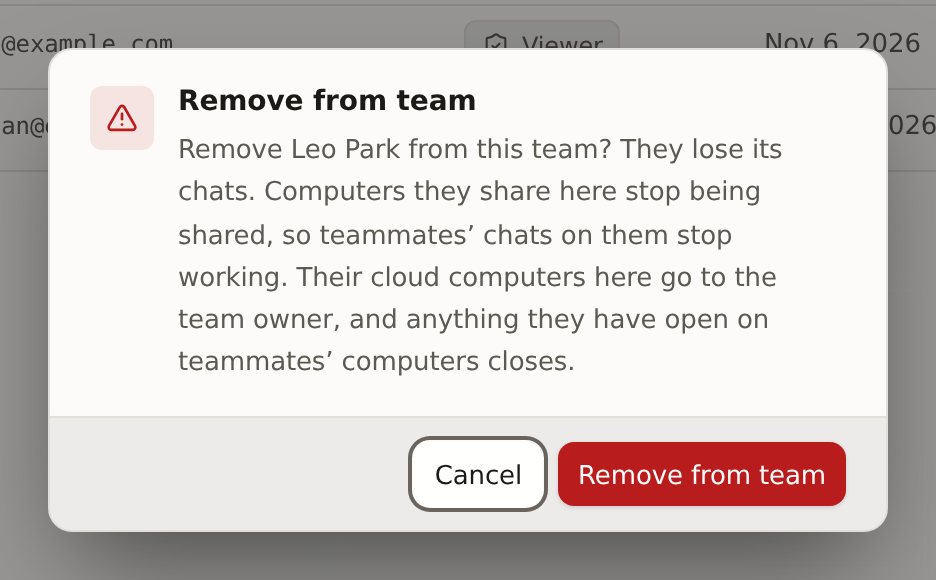 @example.com Viewer Nov 6, 2026
an@
026
Remove from team
Remove Leo Park from this team? They lose its
chats. Computers they share here stop being
shared, so teammates’ chats on them stop
working. Their cloud computers here go to the
team owner, and anything they have open on
teammates’ computers closes.
Cancel Remove from team